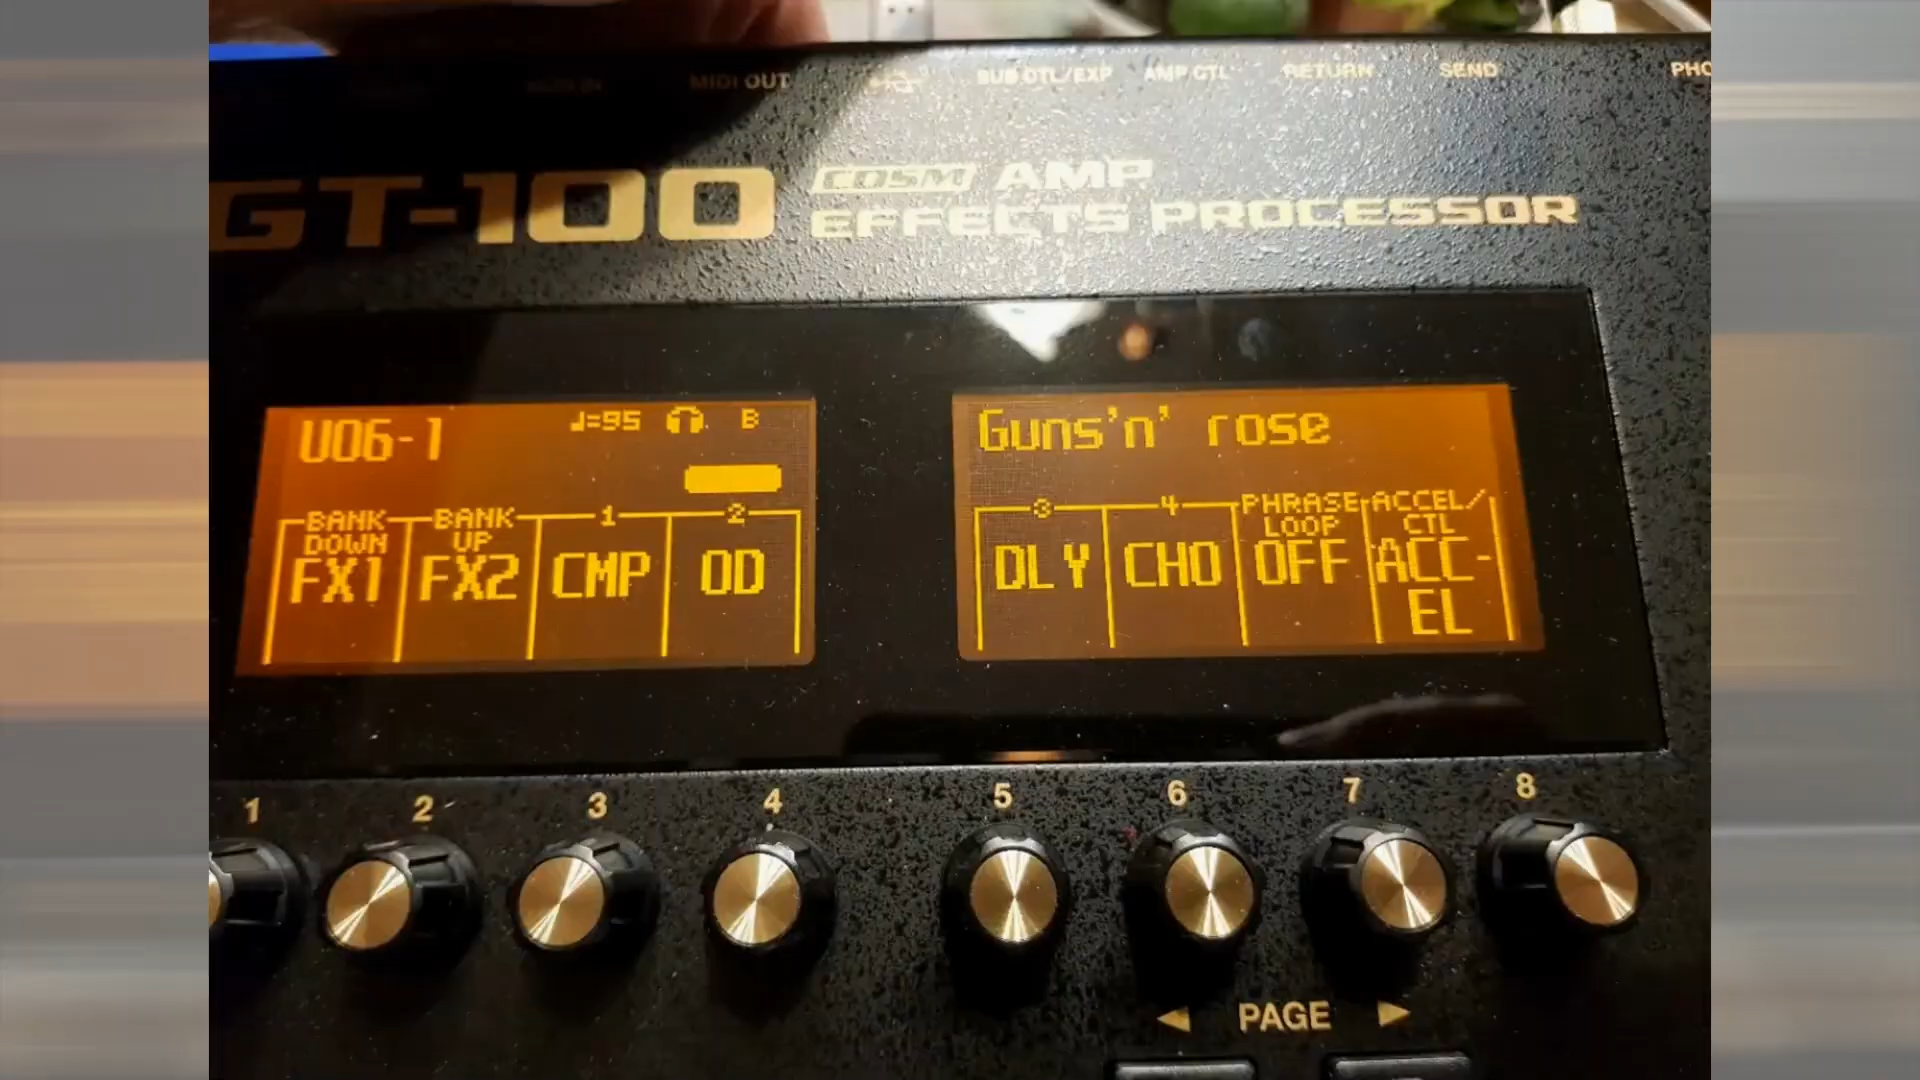 MIDI OUT SUB CTL/EXP AMP CTL RETURN SEND
GT-100 COSM AMP
EFFECTS PROCESSOR
U06-1 ♩=95 B
BANK DOWN BANK UP 1 2
FX1 FX2 CMP OD
Guns'n' rose
3 4 PHRASE LOOP ACCEL/CTL
DLY CHO OFF ACC-EL
1 2 3 4 5 6 7 8
◀ PAGE ▶